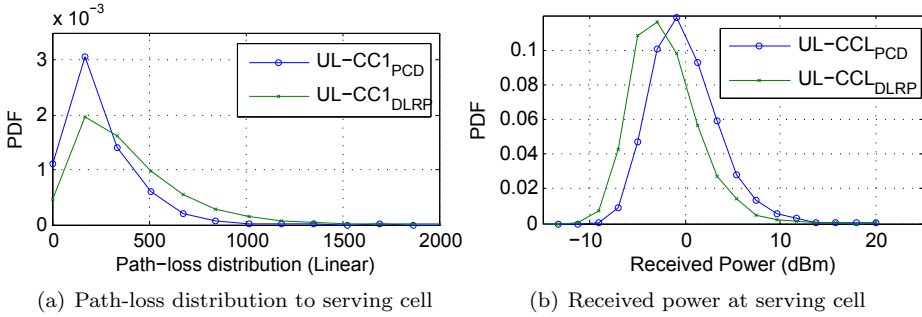 x 10⁻³
3
2
1
0
PDF
UL−CC1PCD
UL−CC1DLRP
0 500 1000 1500 2000
Path−loss distribution (Linear)
(a) Path-loss distribution to serving cell
0.1
0.08
0.06
0.04
0.02
0
PDF
UL−CCLPCD
UL−CCLDLRP
−10 0 10 20
Received Power (dBm)
(b) Received power at serving cell